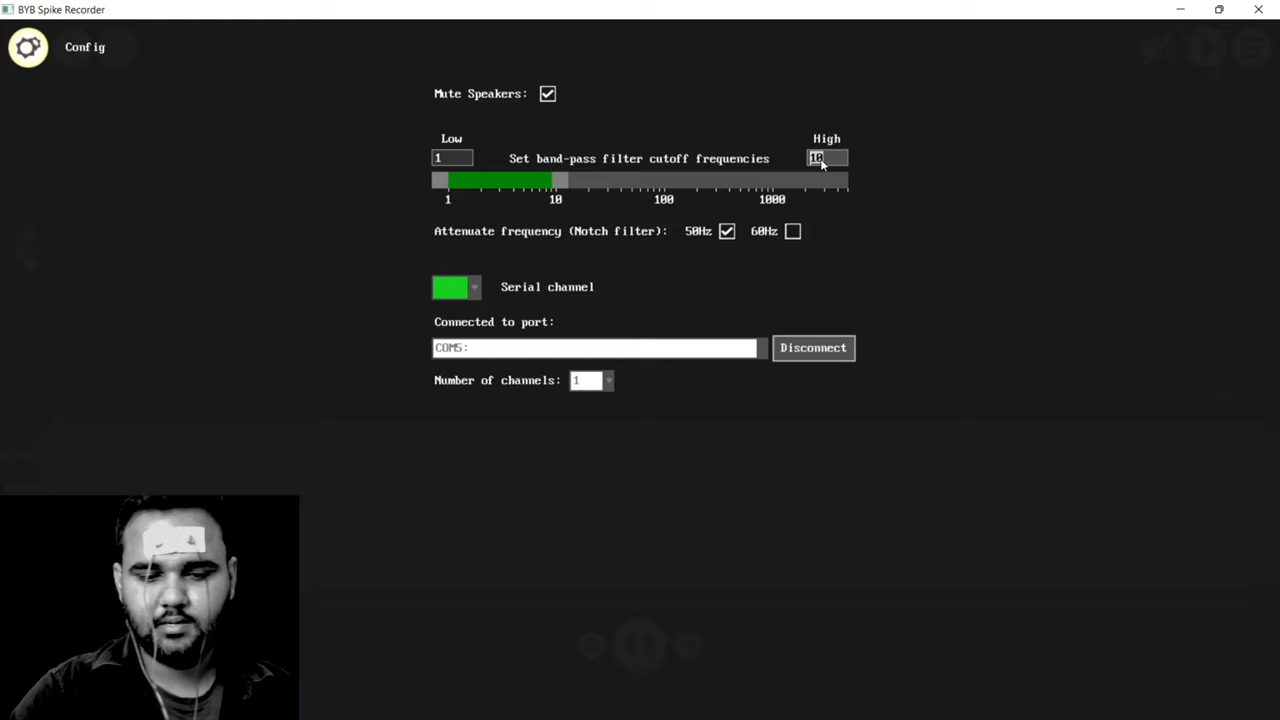 BYB Spike Recorder
Config
Mute Speakers:
Low High
1 Set band-pass filter cutoff frequencies 10
1 10 100 1000
Attenuate frequency (Notch filter): 50Hz 60Hz
Serial channel
Connected to port:
COM5: Disconnect
Number of channels: 1